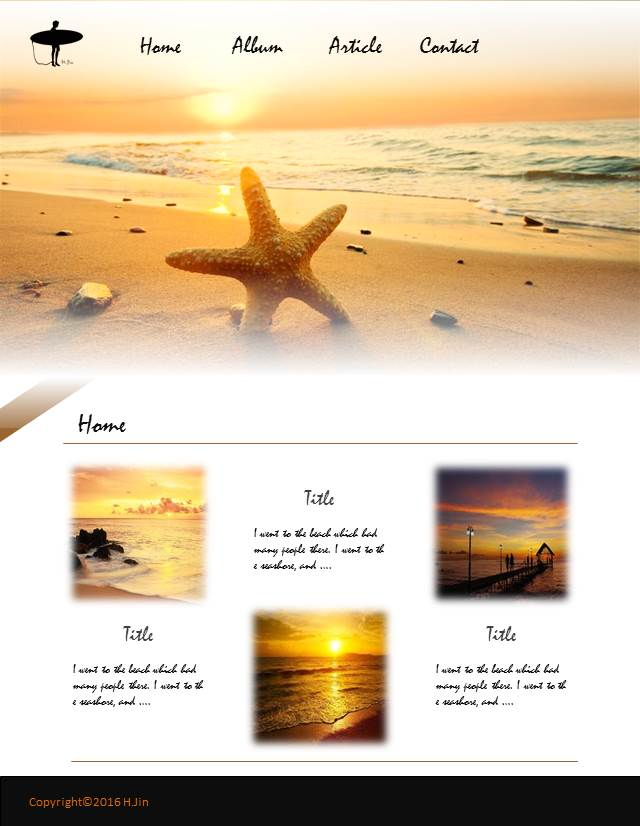 H.Jin
Home Album Article Contact
Home
Title
I went to the beach which had
many people there. I went to th
e seashore, and ....
Title
I went to the beach which had
many people there. I went to th
e seashore, and ....
Title
I went to the beach which had
many people there. I went to th
e seashore, and ....
Copyright©2016 H.Jin